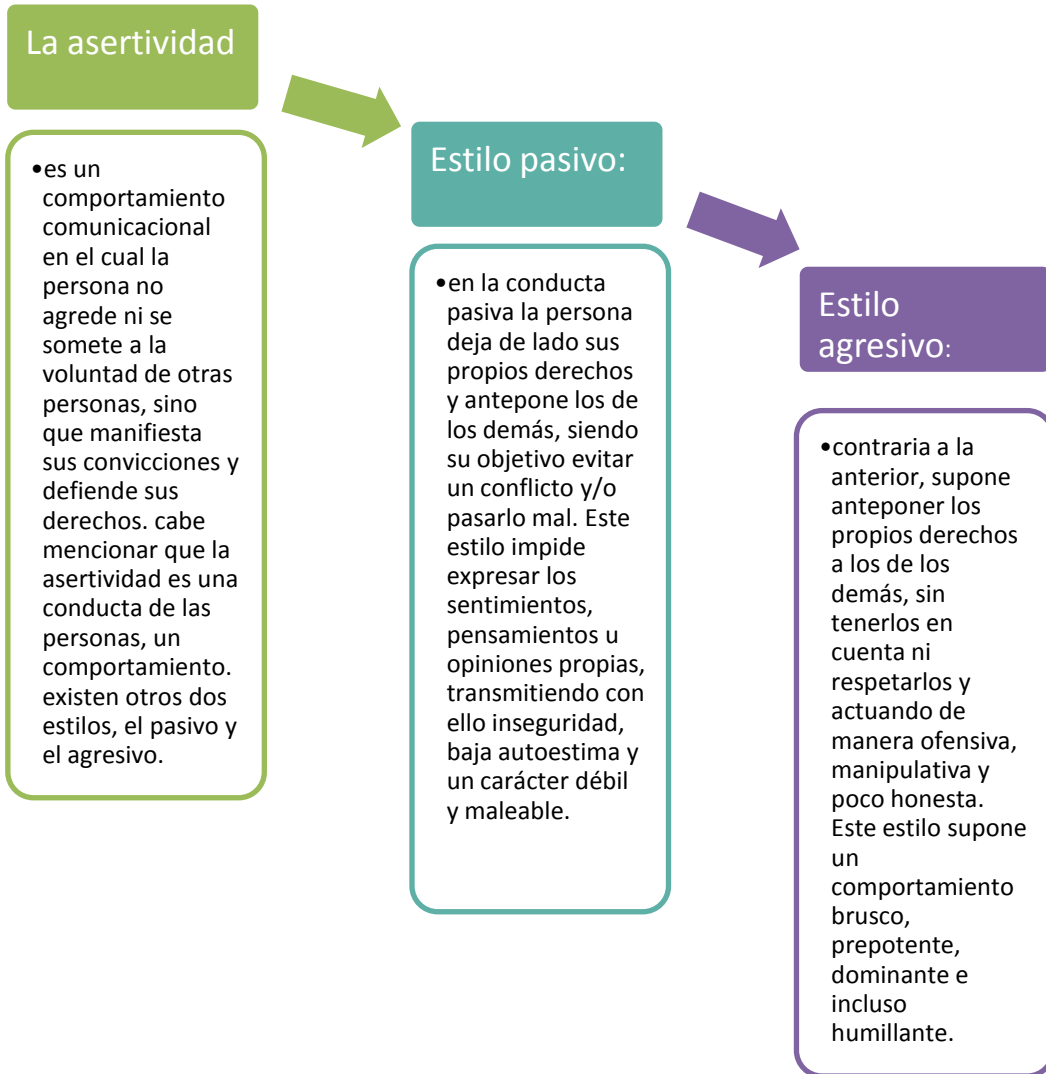 La asertividad
•es un
comportamiento
comunicacional
en el cual la
persona no
agrede ni se
somete a la
voluntad de otras
personas, sino
que manifiesta
sus convicciones y
defiende sus
derechos. cabe
mencionar que la
asertividad es una
conducta de las
personas, un
comportamiento.
existen otros dos
estilos, el pasivo y
el agresivo.
Estilo pasivo:
•en la conducta
pasiva la persona
deja de lado sus
propios derechos
y antepone los de
los demás, siendo
su objetivo evitar
un conflicto y/o
pasarlo mal. Este
estilo impide
expresar los
sentimientos,
pensamientos u
opiniones propias,
transmitiendo con
ello inseguridad,
baja autoestima y
un carácter débil
y maleable.
Estilo
agresivo:
•contraria a la
anterior, supone
anteponer los
propios derechos
a los de los
demás, sin
tenerlos en
cuenta ni
respetarlos y
actuando de
manera ofensiva,
manipulativa y
poco honesta.
Este estilo supone
un
comportamiento
brusco,
prepotente,
dominante e
incluso
humillante.